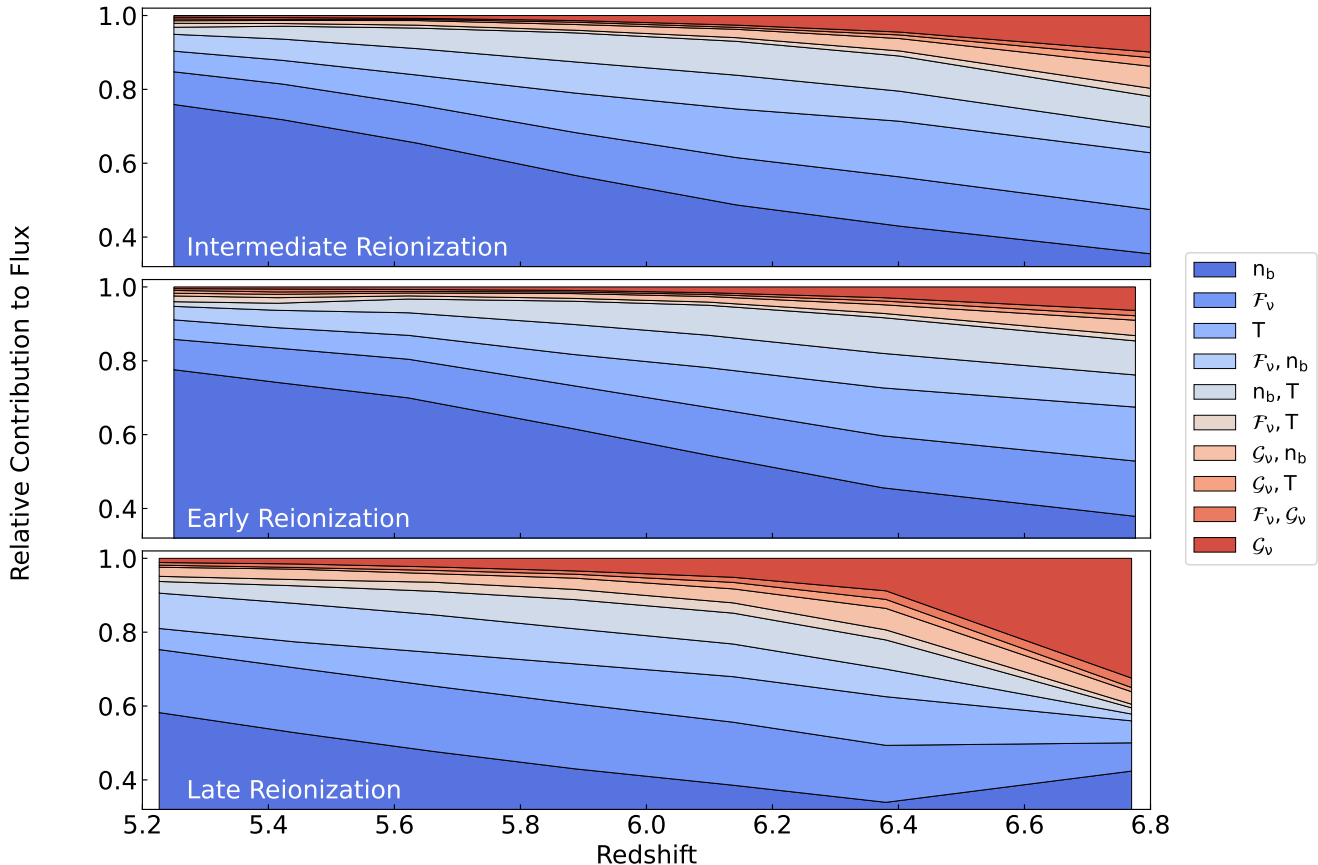 Relative Contribution to Flux
1.0
0.8
0.6
0.4
Intermediate Reionization
1.0
0.8
0.6
0.4
Early Reionization
1.0
0.8
0.6
0.4
Late Reionization
5.2 5.4 5.6 5.8 6.0 6.2 6.4 6.6 6.8
Redshift
n_b
ℱ_ν
T
ℱ_ν, n_b
n_b, T
ℱ_ν, T
𝒢_ν, n_b
𝒢_ν, T
ℱ_ν, 𝒢_ν
𝒢_ν